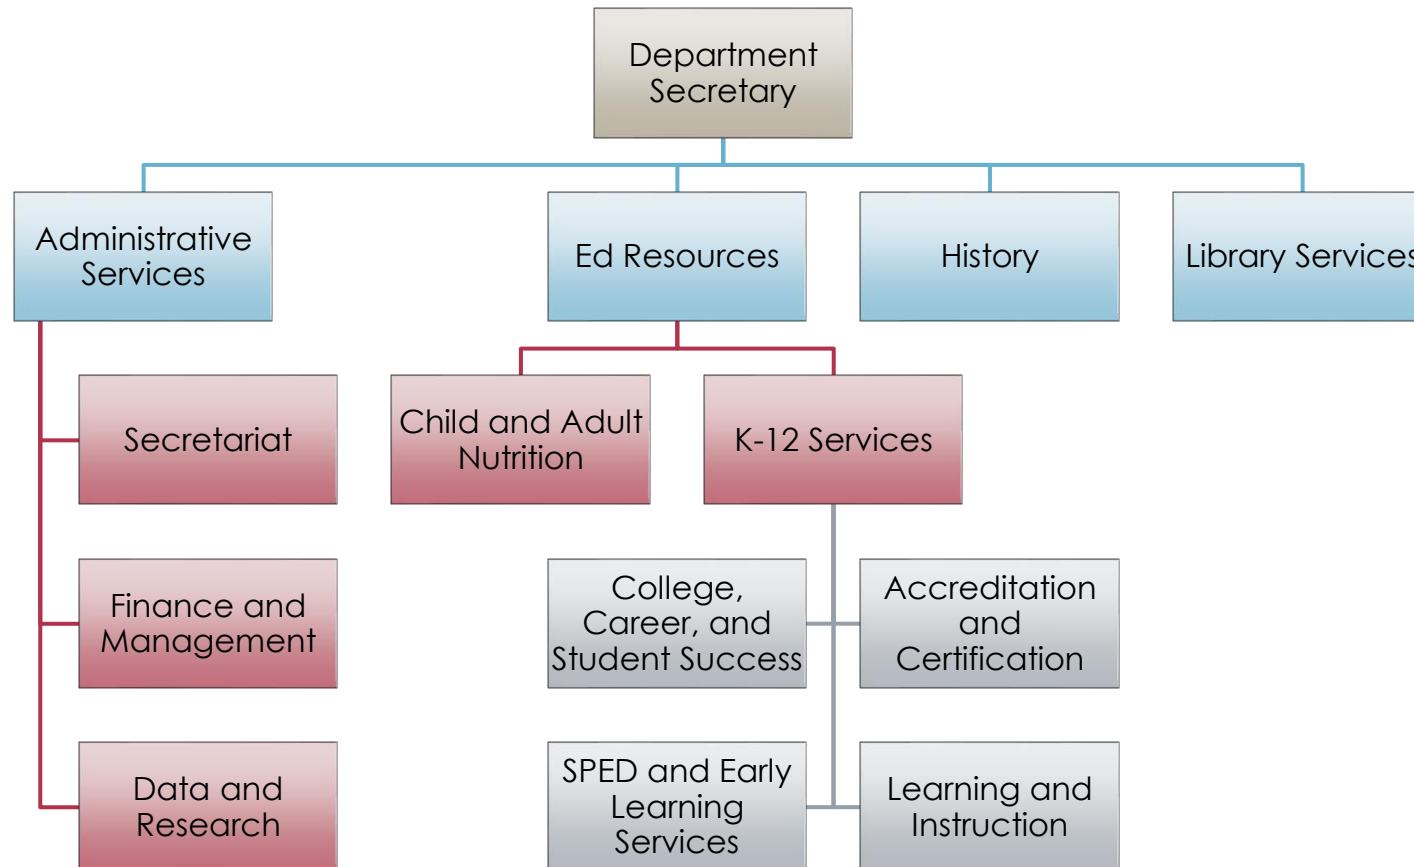 Department
Secretary
Administrative
Services
Ed Resources
History
Library Services
Secretariat
Child and Adult
Nutrition
K-12 Services
Finance and
Management
College,
Career, and
Student Success
Accreditation
and
Certification
Data and
Research
SPED and Early
Learning
Services
Learning and
Instruction